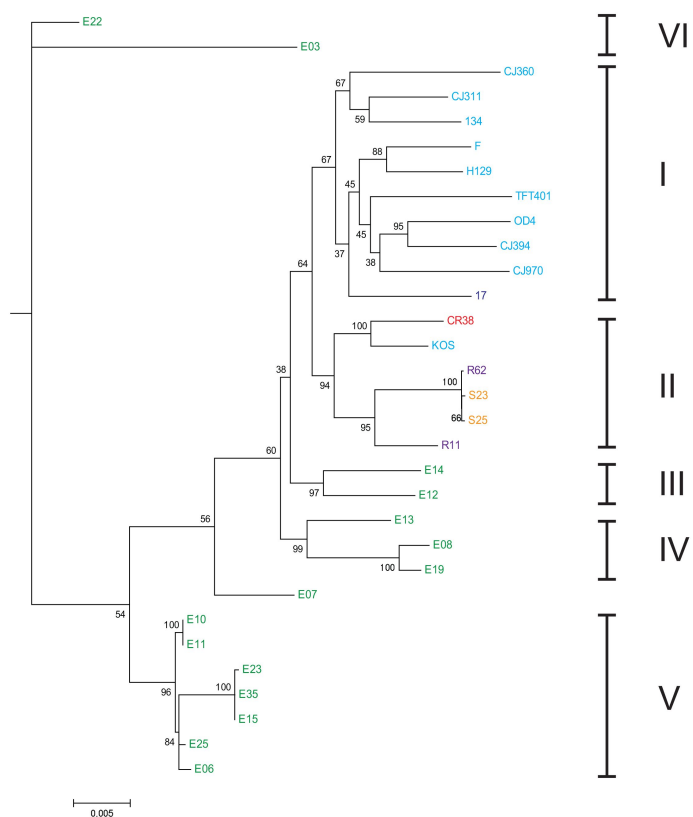 E22
VI
E03
CJ360
67
CJ311
59
134
67
F
88
H129
I
45
TFT401
45
95
OD4
37
38
CJ394
CJ970
64
17
CR38
100
KOS
94
R62
100
II
S23
66
S25
95
R11
38
E14
60
97
III
E12
E13
99
E08
IV
100
E19
56
E07
54
E10
100
E11
96
E23
100
E35
V
E15
84
E25
E06
0.005